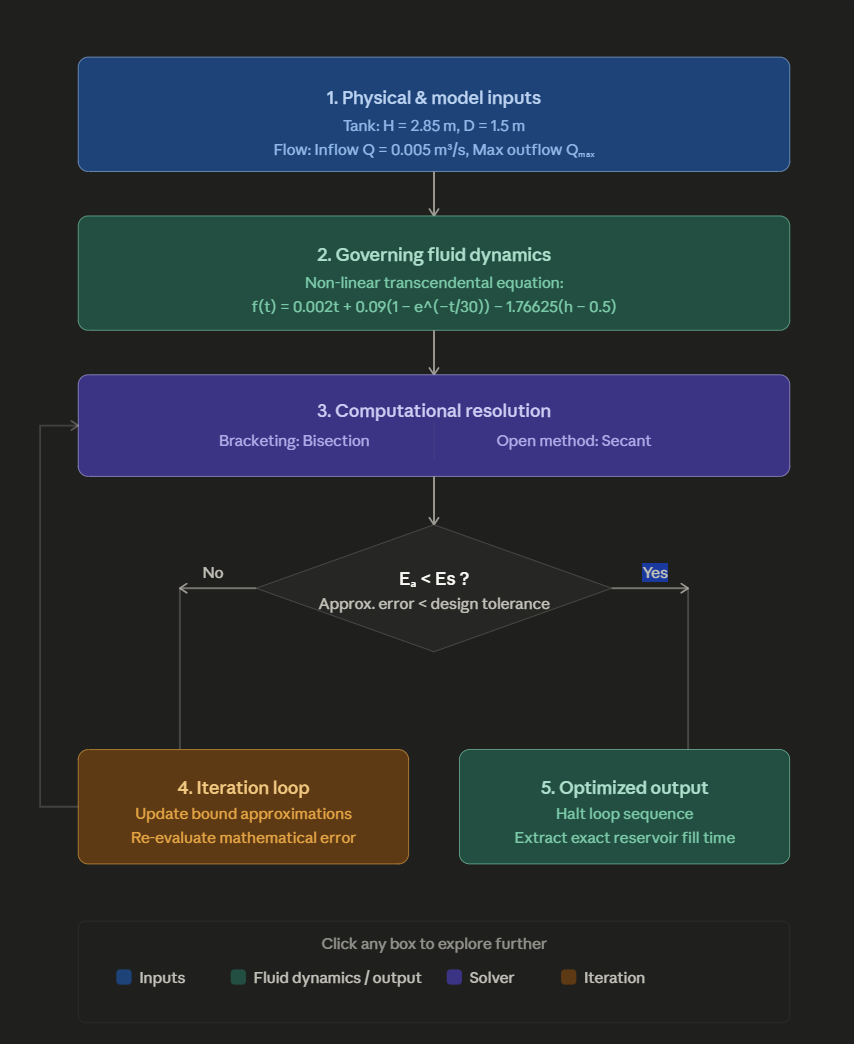 1. Physical & model inputs
Tank: H = 2.85 m, D = 1.5 m
Flow: Inflow Q = 0.005 m³/s, Max outflow Qₘₐₓ
2. Governing fluid dynamics
Non-linear transcendental equation:
f(t) = 0.002t + 0.09(1 − e^(−t/30)) − 1.76625(h − 0.5)
3. Computational resolution
Bracketing: Bisection
Open method: Secant
No
Eₐ < Es ?
Yes
Approx. error < design tolerance
4. Iteration loop
Update bound approximations
Re-evaluate mathematical error
5. Optimized output
Halt loop sequence
Extract exact reservoir fill time
Click any box to explore further
Inputs
Fluid dynamics / output
Solver
Iteration